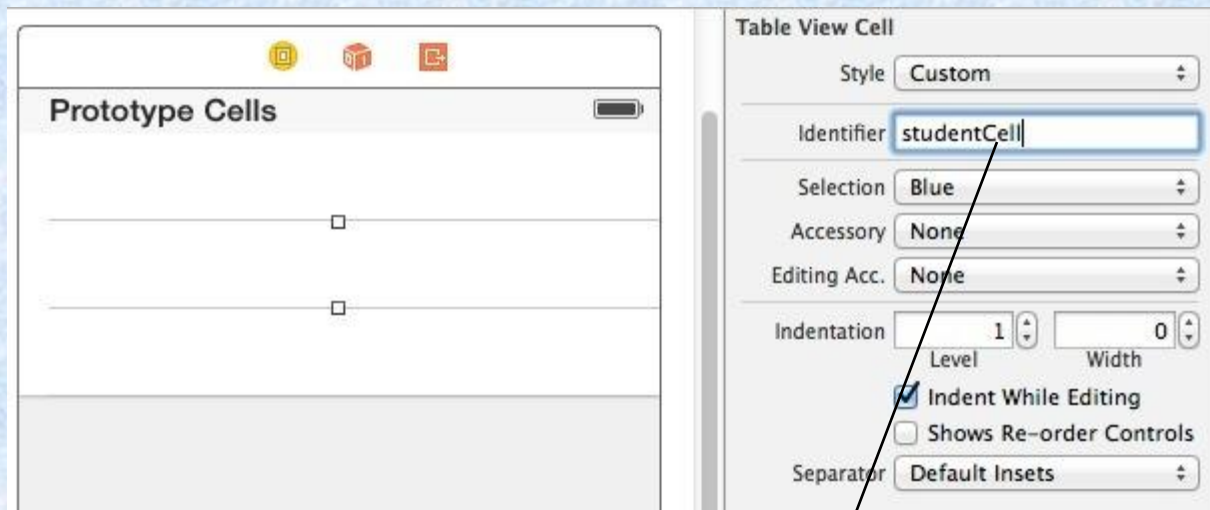 Prototype Cells
Table View Cell
Style Custom
Identifier studentCell
Selection Blue
Accessory None
Editing Acc. None
Indentation 1 0
Level Width
Indent While Editing
Shows Re-order Controls
Separator Default Insets